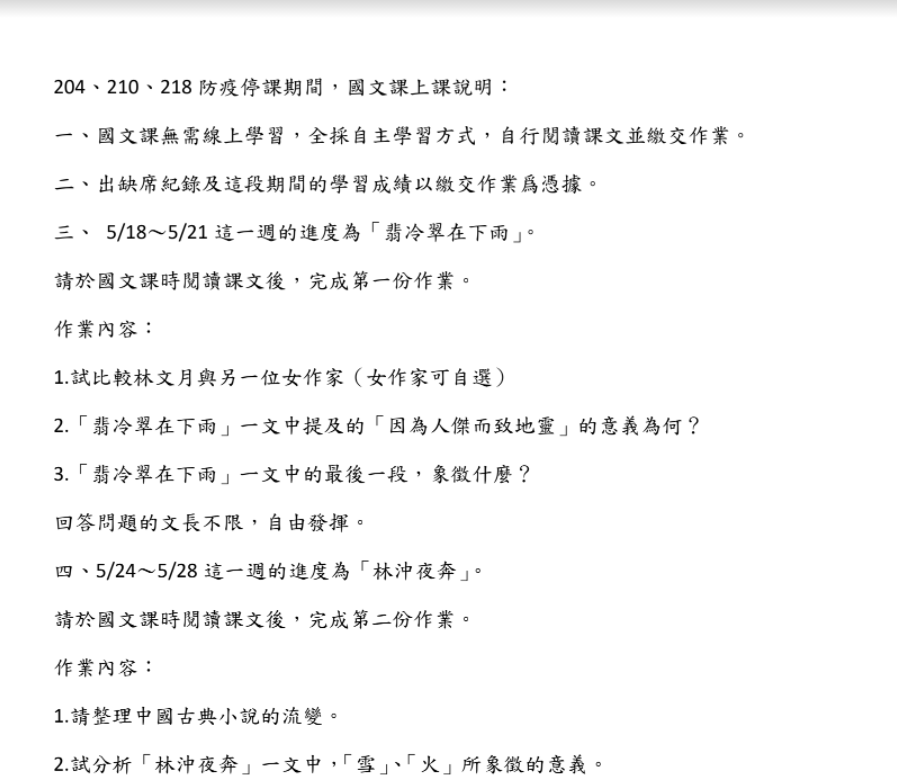 204、210、218 防疫停課期間，國文課上課說明：
一、國文課無需線上學習，全採自主學習方式，自行閱讀課文並繳交作業。
二、出缺席紀錄及這段期間的學習成績以繳交作業爲憑據。
三、 5/18～5/21 這一週的進度為「翡冷翠在下雨」。
請於國文課時閱讀課文後，完成第一份作業。
作業內容：
1.試比較林文月與另一位女作家（女作家可自選）
2.「翡冷翠在下雨」一文中提及的「因為人傑而致地靈」的意義為何？
3.「翡冷翠在下雨」一文中的最後一段，象徵什麼？
回答問題的文長不限，自由發揮。
四、5/24～5/28 這一週的進度為「林沖夜奔」。
請於國文課時閱讀課文後，完成第二份作業。
作業內容：
1.請整理中國古典小說的流變。
2.試分析「林沖夜奔」一文中，「雪」、「火」所象徵的意義。